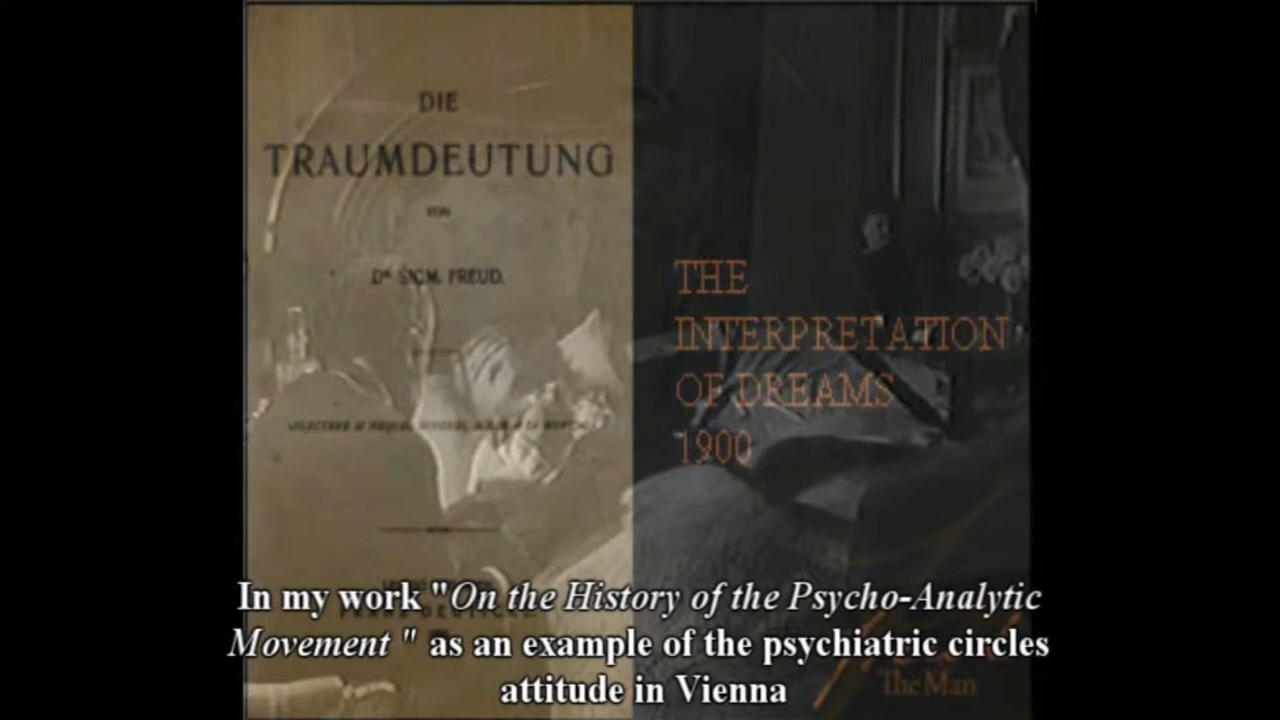 DIE
TRAUMDEUTUNG
VON
DR SIGM. FREUD.
THE
INTERPRETATION
OF DREAMS
1900
In my work "On the History of the Psycho-Analytic
Movement " as an example of the psychiatric circles
attitude in Vienna
The Man